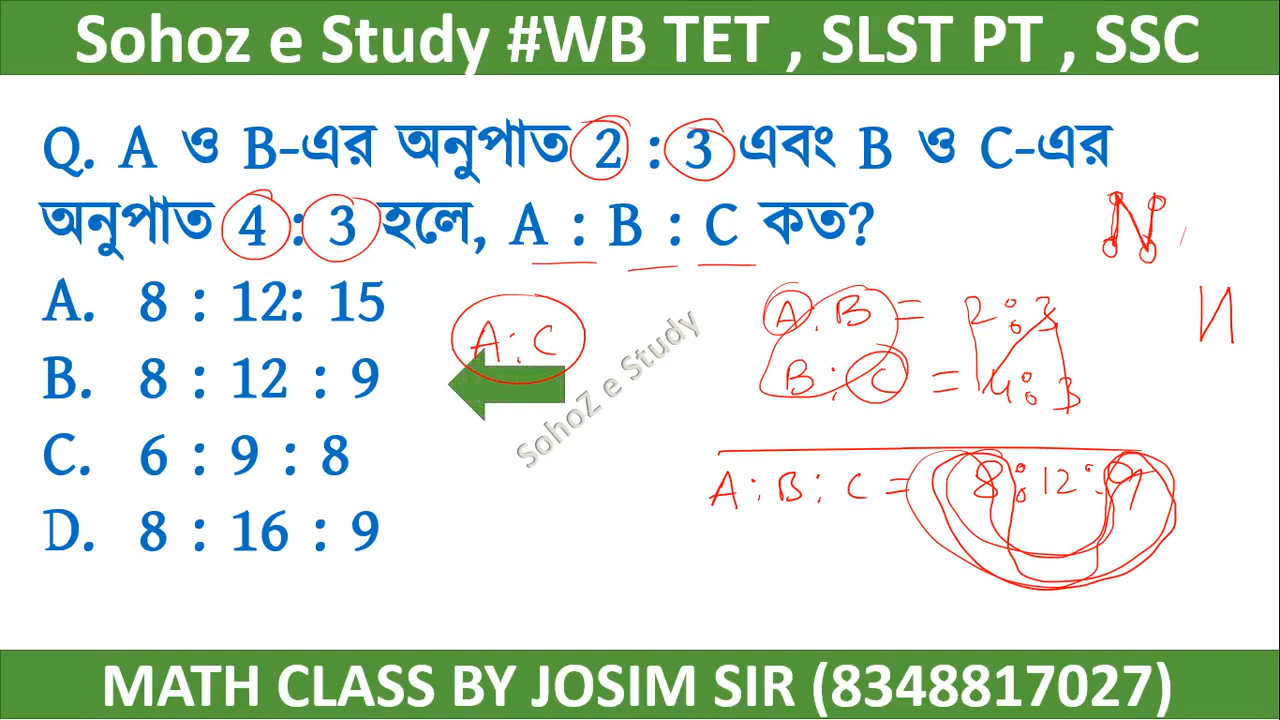 Sohoz e Study #WB TET , SLST PT , SSC
Q. A ও B-এর অনুপাত 2 : 3 এবং B ও C-এর
অনুপাত 4 : 3 হলে, A : B : C কত?
A. 8 : 12: 15
B. 8 : 12 : 9
C. 6 : 9 : 8
D. 8 : 16 : 9
A : C
SohoZ e Study
N
A : B = 2 : 3
B : C = 4 : 3
И
A : B : C = 8 : 12 : 9
MATH CLASS BY JOSIM SIR (8348817027)